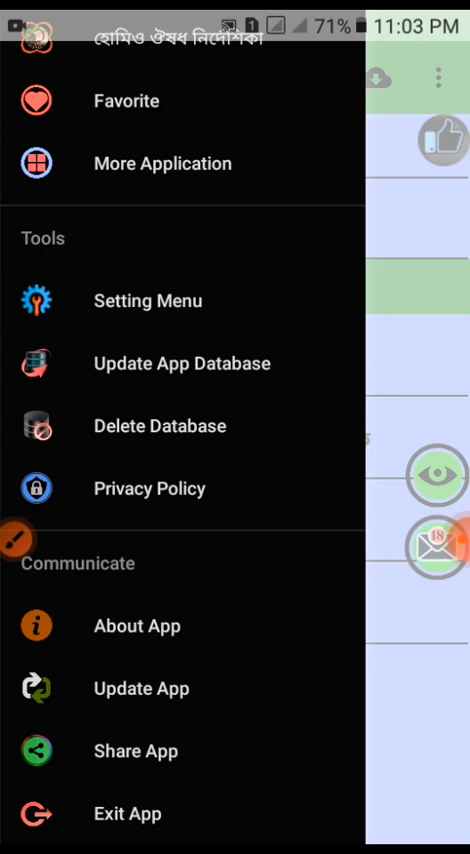 71% 11:03 PM
হোমিও ঔষধ নির্দেশিকা
Favorite
More Application
Tools
Setting Menu
Update App Database
Delete Database
Privacy Policy
18
Communicate
About App
Update App
Share App
Exit App